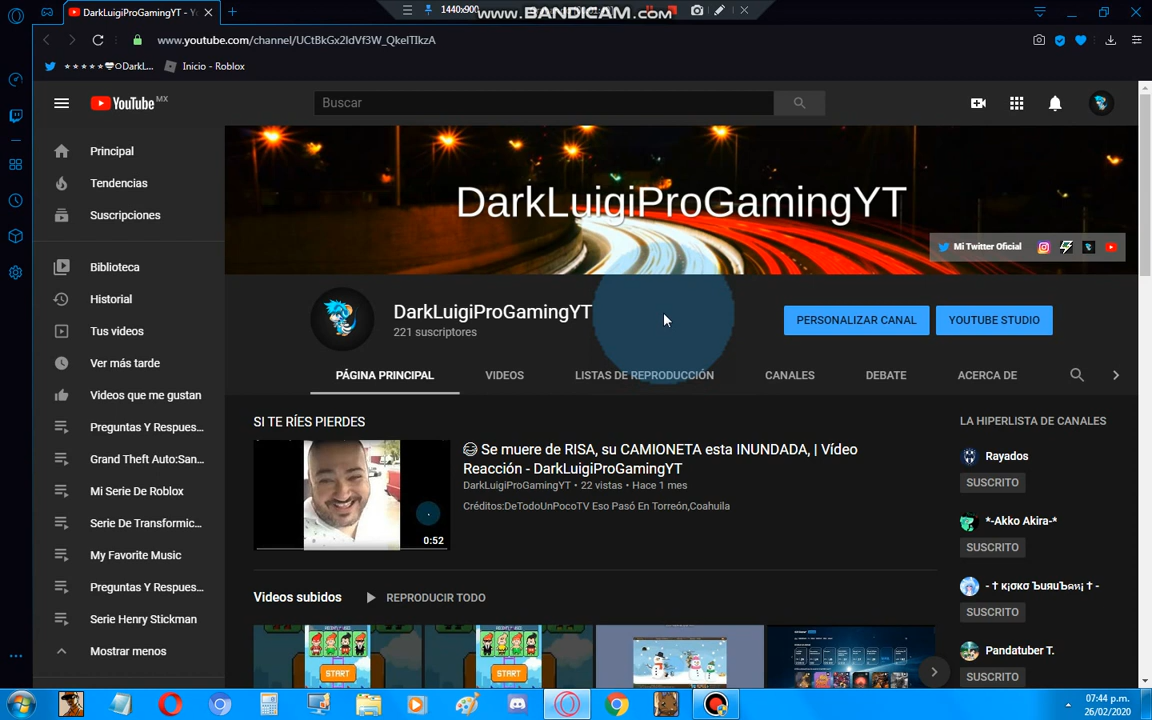 DarkLuigiProGamingYT - Y
1440x900
www.BANDICAM.com
www.youtube.com/channel/UCtBkGx2IdVf3W_QkeITIkzA
★★★★★😎○DarkL...
Inicio - Roblox
YouTube MX
Buscar
Principal
Tendencias
Suscripciones
Biblioteca
Historial
Tus videos
Ver más tarde
Videos que me gustan
Preguntas Y Respues...
Grand Theft Auto:San...
Mi Serie De Roblox
Serie De Transformic...
My Favorite Music
Preguntas Y Respues...
Serie Henry Stickman
Mostrar menos
DarkLuigiProGamingYT
Mi Twitter Oficial
DarkLuigiProGamingYT
221 suscriptores
PERSONALIZAR CANAL
YOUTUBE STUDIO
PÁGINA PRINCIPAL
VIDEOS
LISTAS DE REPRODUCCIÓN
CANALES
DEBATE
ACERCA DE
SI TE RÍES PIERDES
0:52
😂 Se muere de RISA, su CAMIONETA esta INUNDADA, | Vídeo
Reacción - DarkLuigiProGamingYT
DarkLuigiProGamingYT • 22 vistas • Hace 1 mes
Créditos:DeTodoUnPocoTV Eso Pasó En Torreón,Coahuila
Videos subidos
REPRODUCIR TODO
START
START
LA HIPERLISTA DE CANALES
Rayados
SUSCRITO
*-Akko Akira-*
SUSCRITO
SUSCRITO
Pandatuber T.
SUSCRITO
07:44 p.m.
26/02/2020